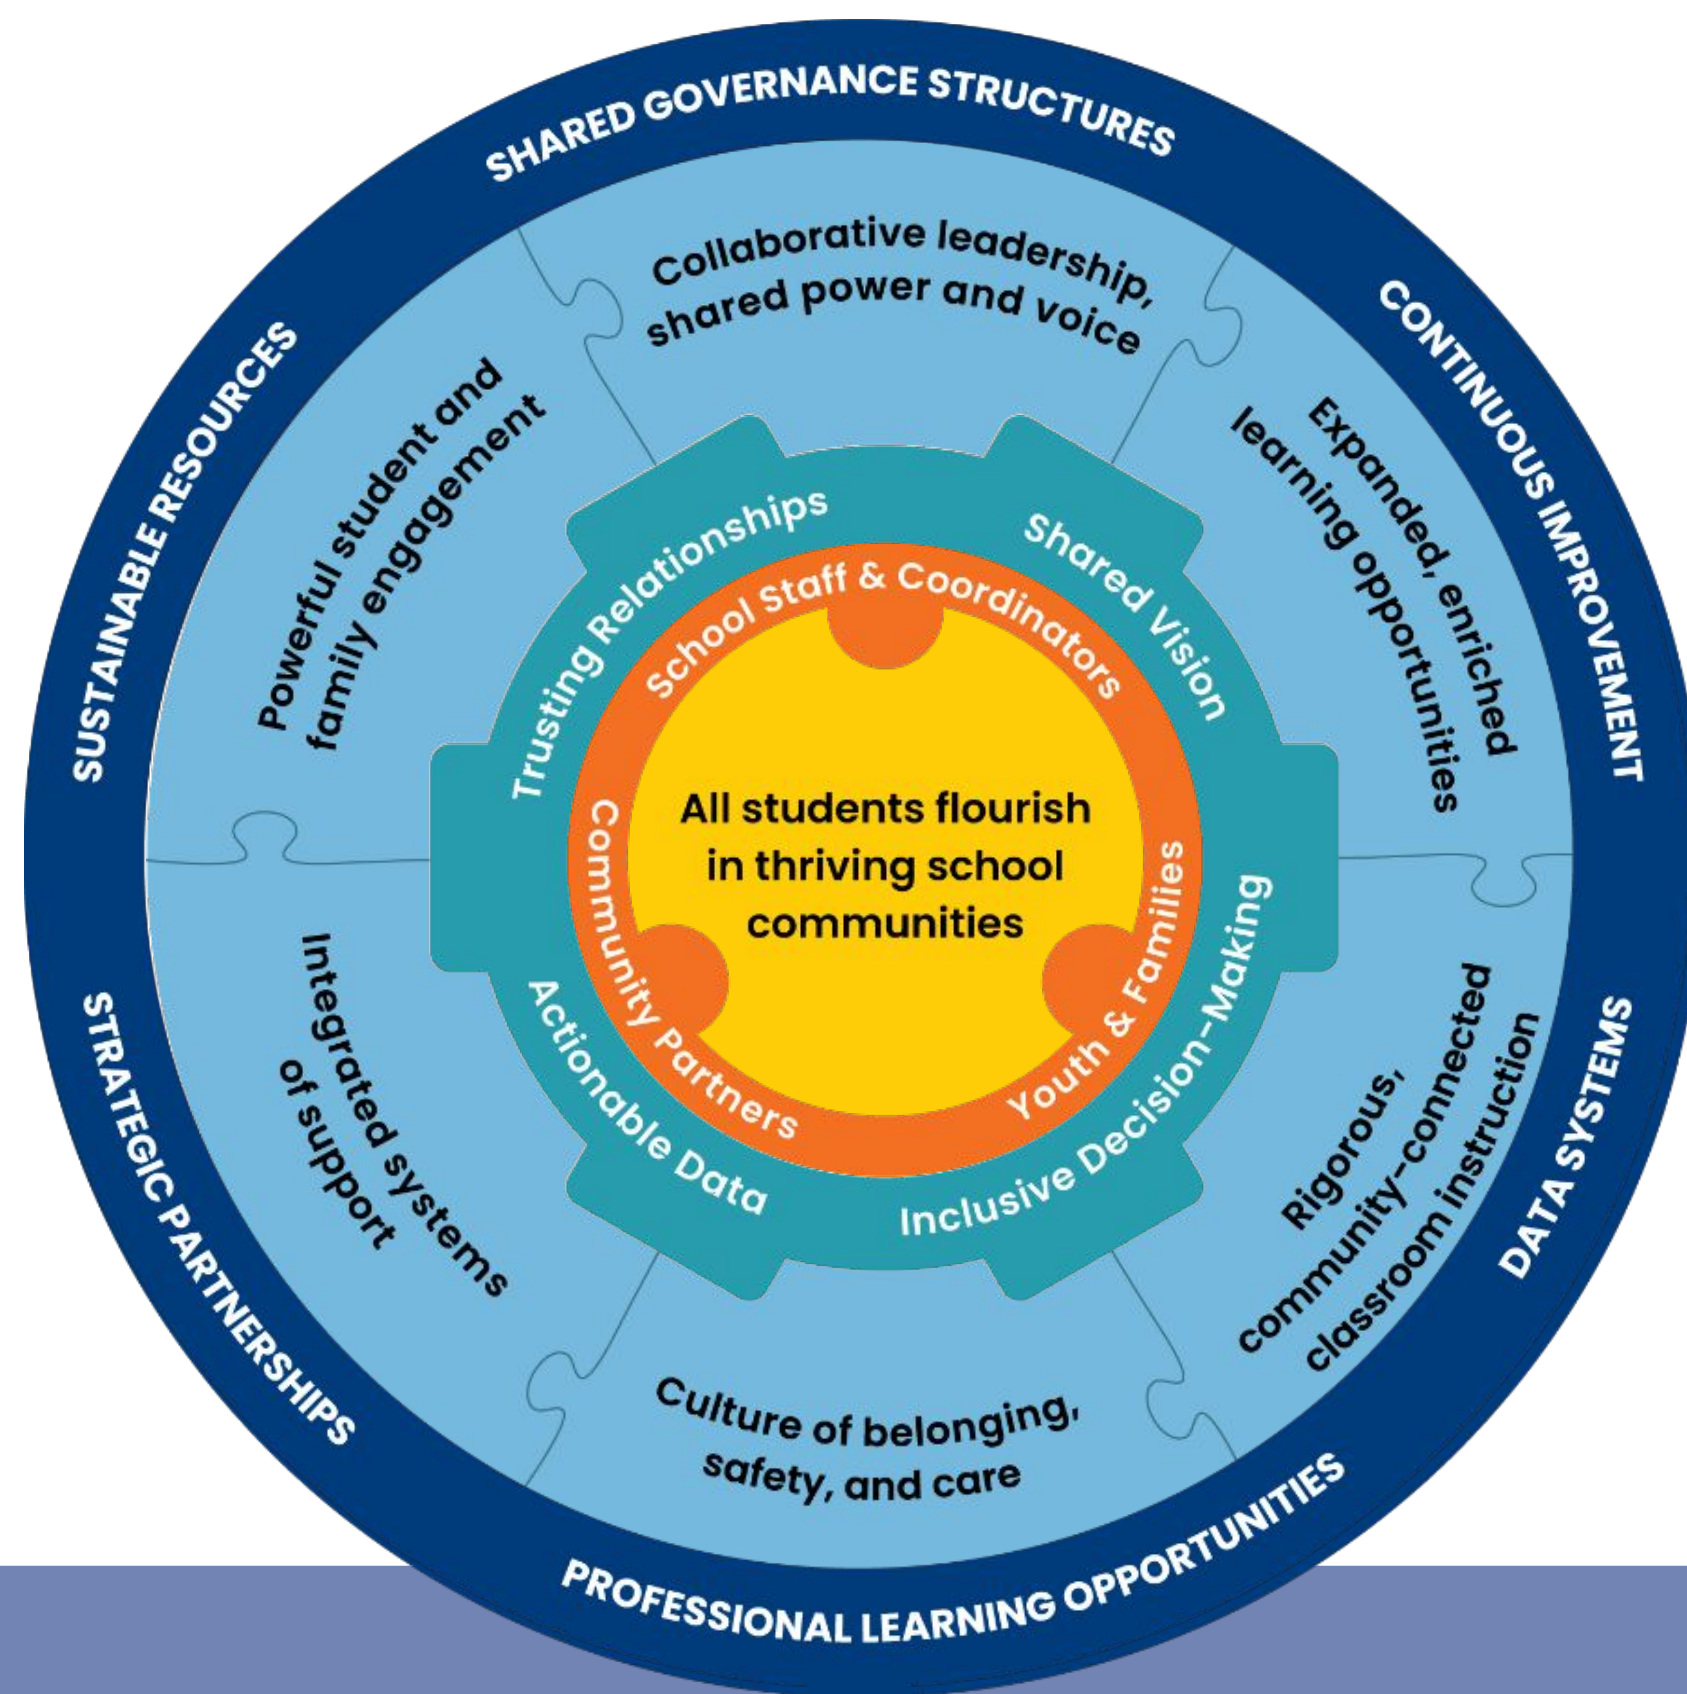 SHARED GOVERNANCE STRUCTURES
CONTINUOUS IMPROVEMENT
DATA SYSTEMS
PROFESSIONAL LEARNING OPPORTUNITIES
STRATEGIC PARTNERSHIPS
SUSTAINABLE RESOURCES
Collaborative leadership,
shared power and voice
Expanded, enriched
learning opportunities
Rigorous,
community-connected
classroom instruction
Culture of belonging,
safety, and care
Integrated systems
of support
Powerful student and
family engagement
Trusting Relationships
Shared Vision
Inclusive Decision-Making
Actionable Data
School Staff & Coordinators
Youth & Families
Community Partners
All students flourish
in thriving school
communities